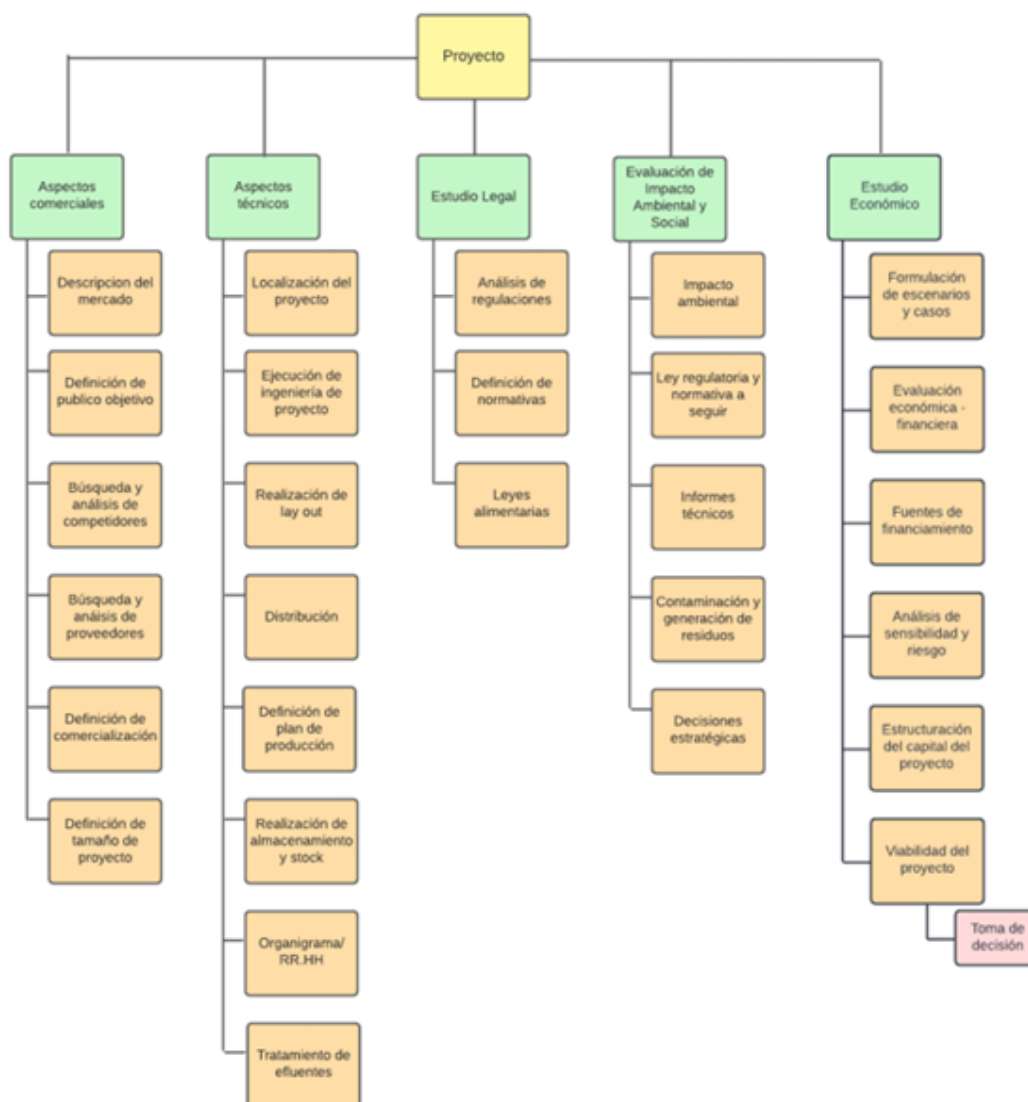 Proyecto
Aspectos
comerciales
Descripcion del
mercado
Definición de
publico objetivo
Búsqueda y
análisis de
competidores
Búsqueda y
anáisis de
proveedores
Definición de
comercialización
Definición de
tamaño de
proyecto
Aspectos
técnicos
Localización del
proyecto
Ejecución de
ingeniería de
proyecto
Realización de
lay out
Distribución
Definición de
plan de
producción
Realización de
almacenamiento
y stock
Organigrama/
RR.HH
Tratamiento de
efluentes
Estudio Legal
Análisis de
regulaciones
Definición de
normativas
Leyes
alimentarias
Evaluación de
Impacto
Ambiental y
Social
Impacto
ambiental
Ley regulatoria y
normativa a
seguir
Informes
técnicos
Contaminación y
generación de
residuos
Decisiones
estratégicas
Estudio
Económico
Formulación
de escenarios
y casos
Evaluación
económica -
financiera
Fuentes de
financiamiento
Análisis de
sensibilidad y
riesgo
Estructuración
del capital del
proyecto
Viabilidad del
proyecto
Toma de
decisión